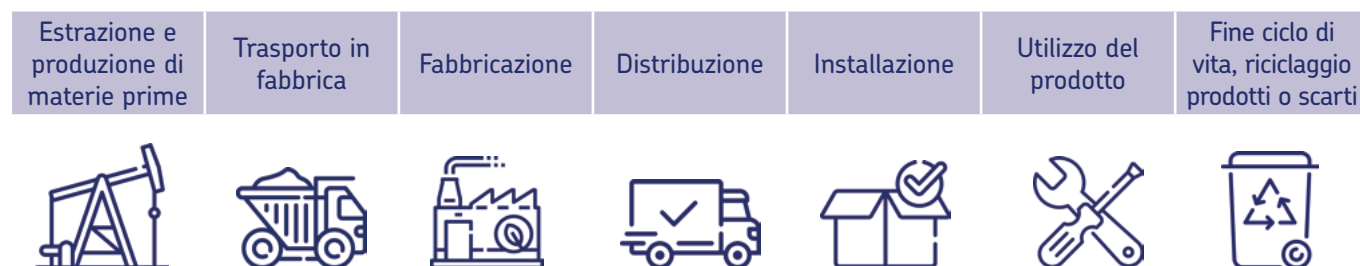 Estrazione e
produzione di
materie prime
Trasporto in
fabbrica
Fabbricazione
Distribuzione
Installazione
Utilizzo del
prodotto
Fine ciclo di
vita, riciclaggio
prodotti o scarti